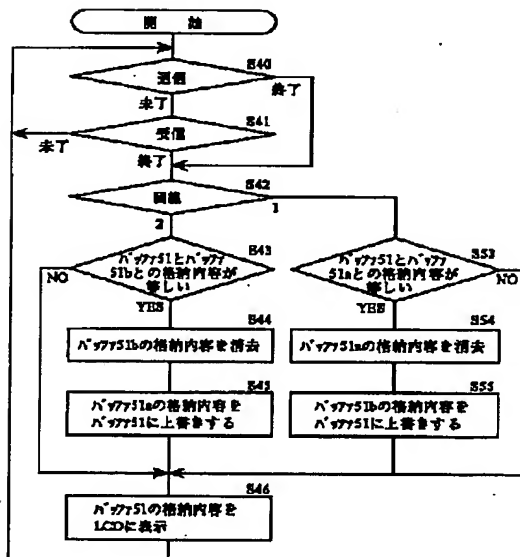 開始
S40
送信
終了
未了
S41
受信
未了
終了
S42
回線
1
2
S43
バッファ51とバッファ
51bとの格納内容が
等しい
NO
YES
S53
バッファ51とバッファ
51aとの格納内容が
等しい
NO
YES
S44
バッファ51bの格納内容を消去
S54
バッファ51aの格納内容を消去
S45
バッファ51aの格納内容を
バッファ51に上書きする
S55
バッファ51bの格納内容を
バッファ51に上書きする
S46
バッファ51の格納内容を
LCDに表示